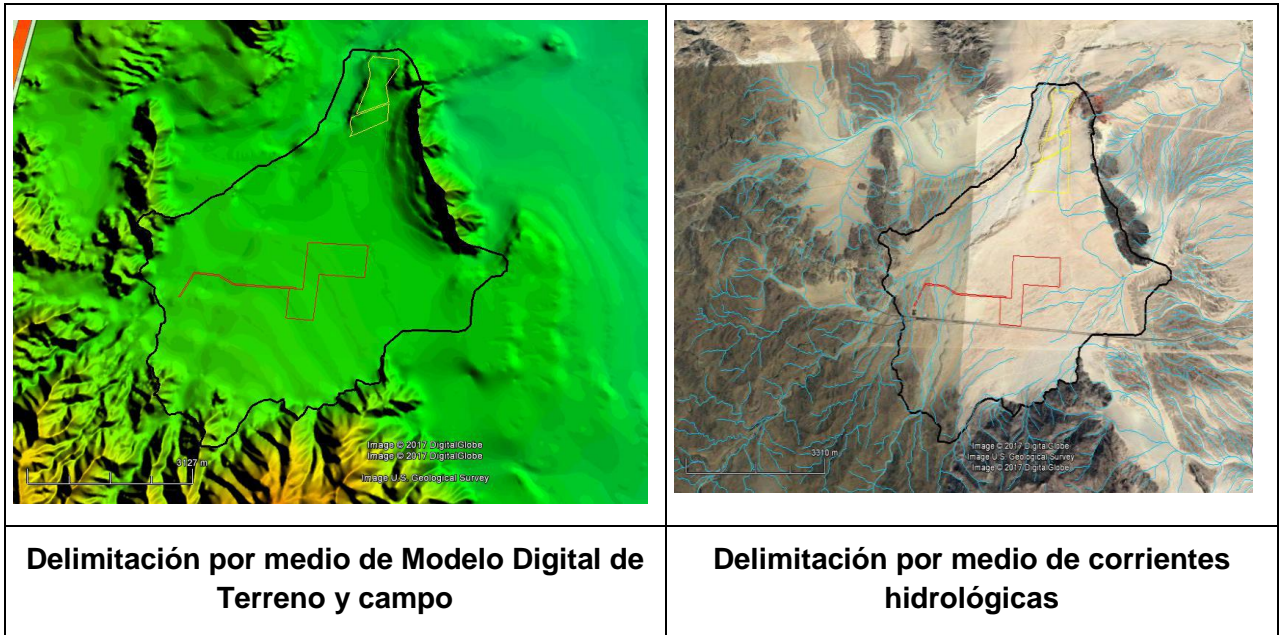 Image © 2017 DigitalGlobe
Image © 2017 DigitalGlobe
3127 m
Image U.S. Geological Survey
Image © 2017 DigitalGlobe
3310 m
Image U.S. Geological Survey
Image © 2017 DigitalGlobe
Delimitación por medio de Modelo Digital de
Terreno y campo
Delimitación por medio de corrientes
hidrológicas